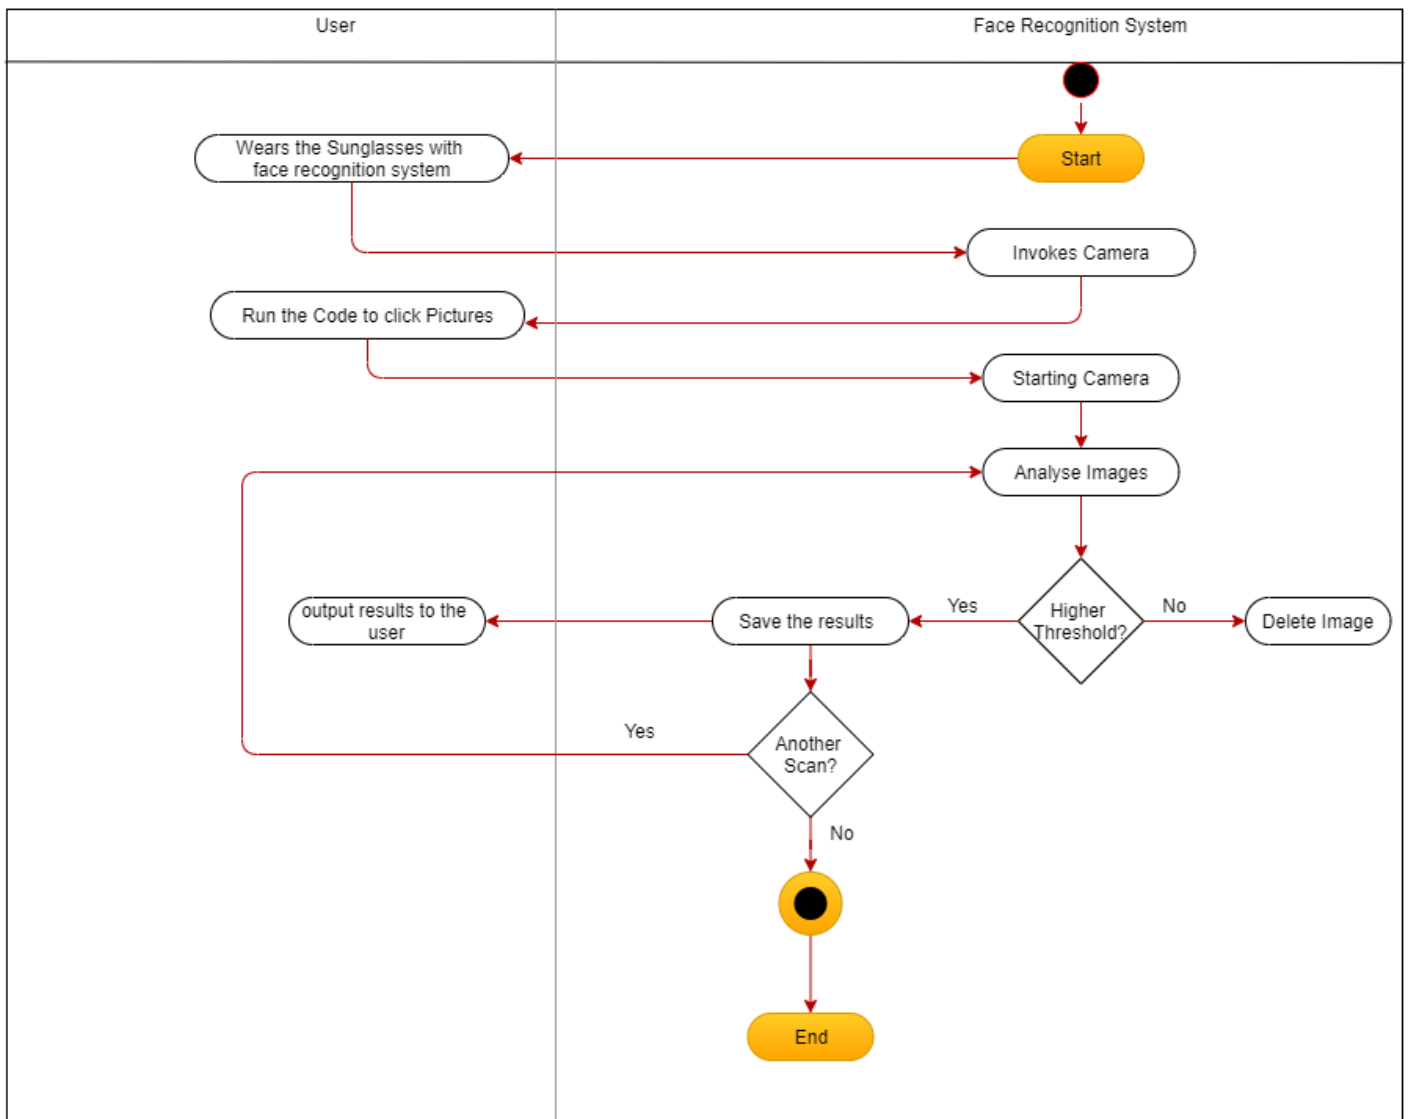 User
Face Recognition System
Start
Wears the Sunglasses with
face recognition system
Invokes Camera
Run the Code to click Pictures
Starting Camera
Analyse Images
Higher
Threshold?
Yes
No
Save the results
Delete Image
output results to the
user
Another
Scan?
Yes
No
End